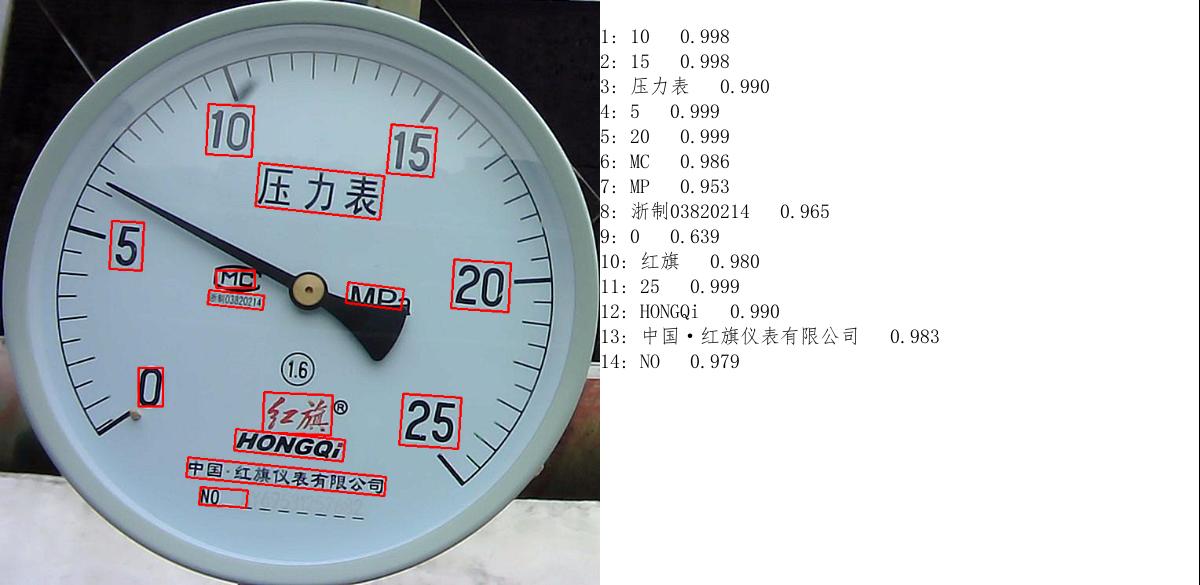 10
15
压力表
5
20
MC
浙制03820214
MPa
0
1.6
25
红旗®
HONGQi
中国·红旗仪表有限公司
NO
1: 10 0.998
2: 15 0.998
3: 压力表 0.990
4: 5 0.999
5: 20 0.999
6: MC 0.986
7: MP 0.953
8: 浙制03820214 0.965
9: 0 0.639
10: 红旗 0.980
11: 25 0.999
12: HONGQi 0.990
13: 中国·红旗仪表有限公司 0.983
14: NO 0.979